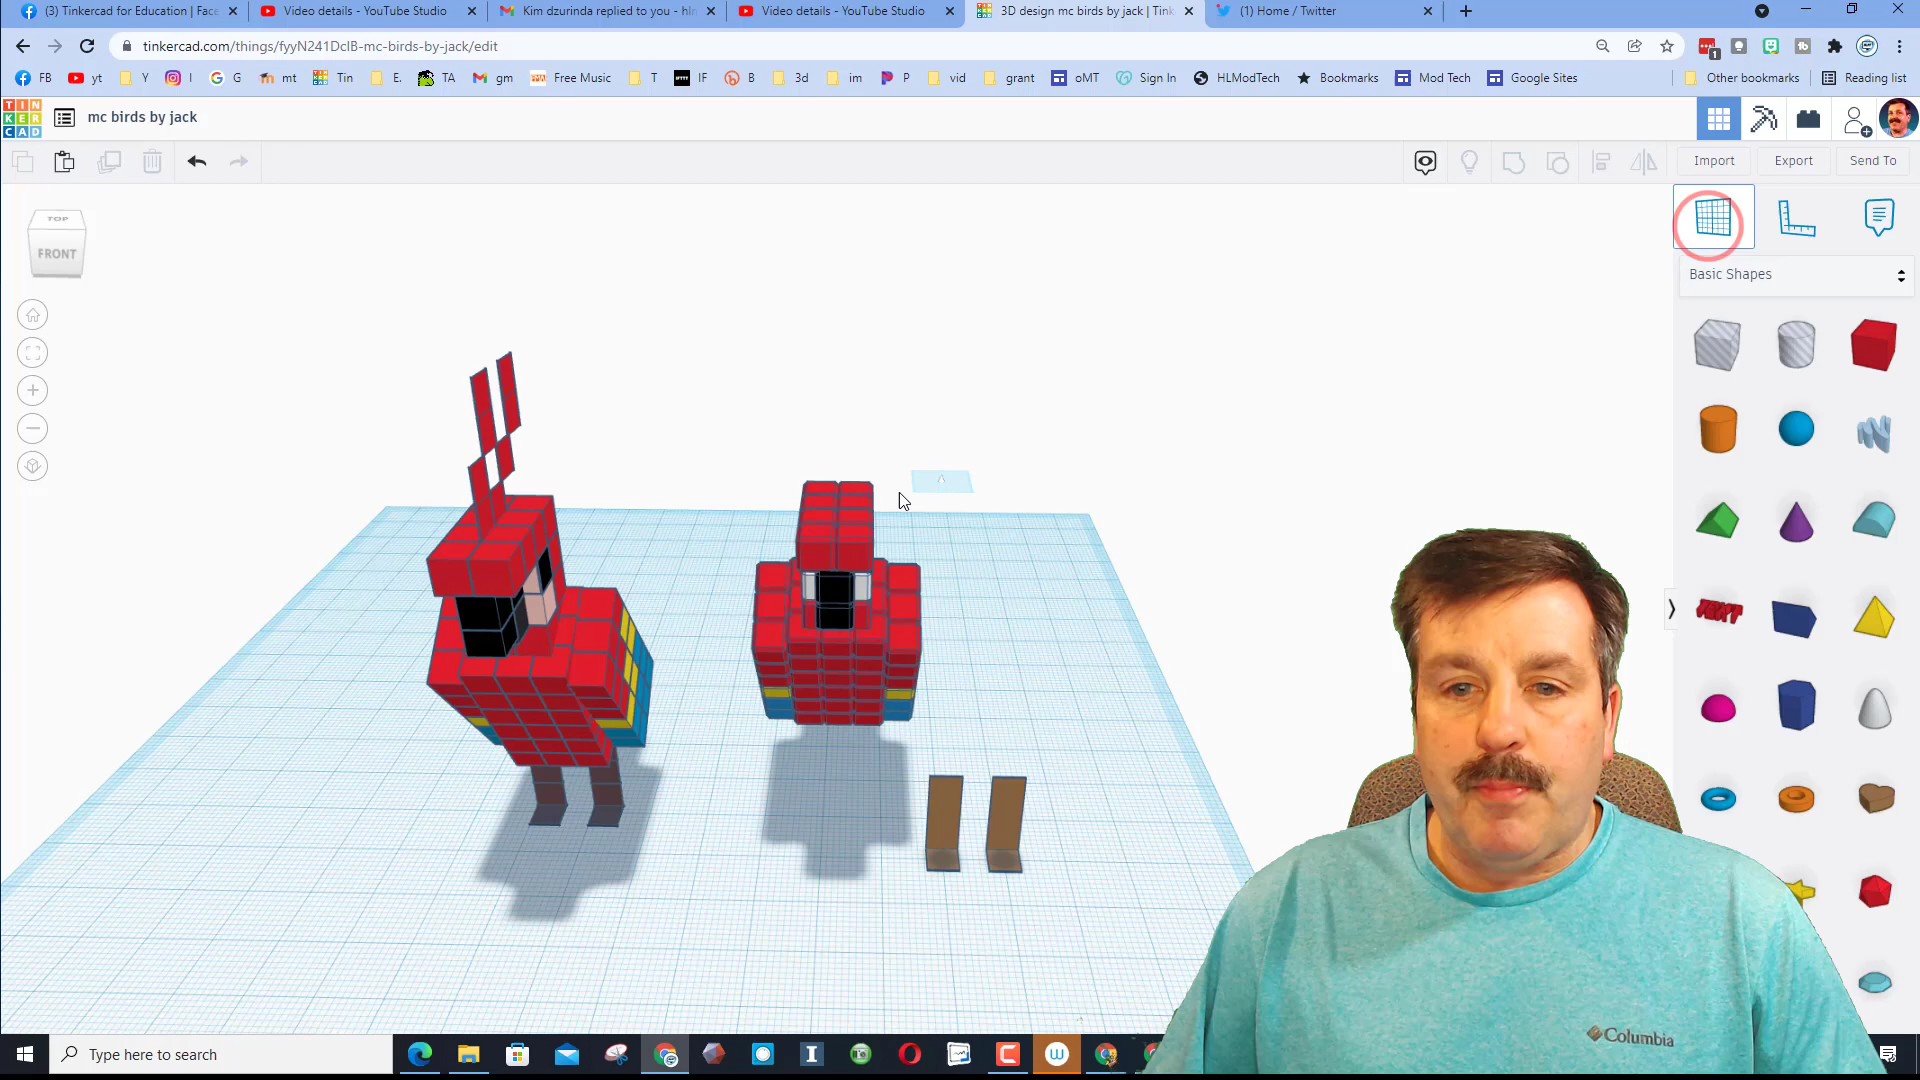 (3) Tinkercad for Education | Face
Video details - YouTube Studio
Kim dzurinda replied to you - hln
Video details - YouTube Studio
3D design mc birds by jack | Tink
(1) Home / Twitter
tinkercad.com/things/fyyN241DclB-mc-birds-by-jack/edit
1
FB
yt
Y
I
G
mt
Tin
E.
TA
gm
Free Music
T
IF
B
3d
im
P
vid
grant
oMT
Sign In
HLModTech
Bookmarks
Mod Tech
Google Sites
Other bookmarks
Reading list
TIN
KER
CAD
mc birds by jack
Import
Export
Send To
TOP
FRONT
Basic Shapes
TEXT
Columbia
Type here to search